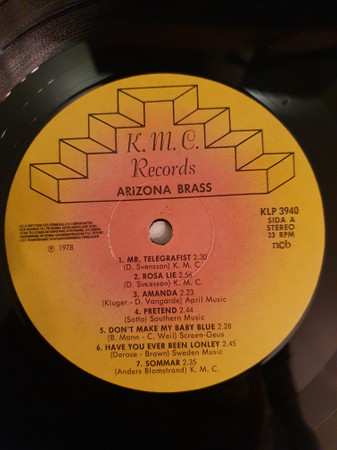 K. M. C.
Records
ARIZONA BRASS
KLP 3940
SIDA A
STEREO
33 RPM
ncb
℗ 1978
1. MR. TELEGRAFIST 2.30
(D. Svensson) K. M. C.
2. ROSA LIE 2.56
(D. Svensson) K. M. C.
3. AMANDA 2.23
(Kluger - D. Vangarde) April Music
4. PRETEND 2.44
(Sotto) Southern Music
5. DON'T MAKE MY BABY BLUE 2.28
(B. Mann - C. Weil) Screen-Gems
6. HAVE YOU EVER BEEN LONLEY 2.45
(Derose - Brown) Sweden Music
7. SOMMAR 2.35
(Anders Blomstrand) K. M. C.